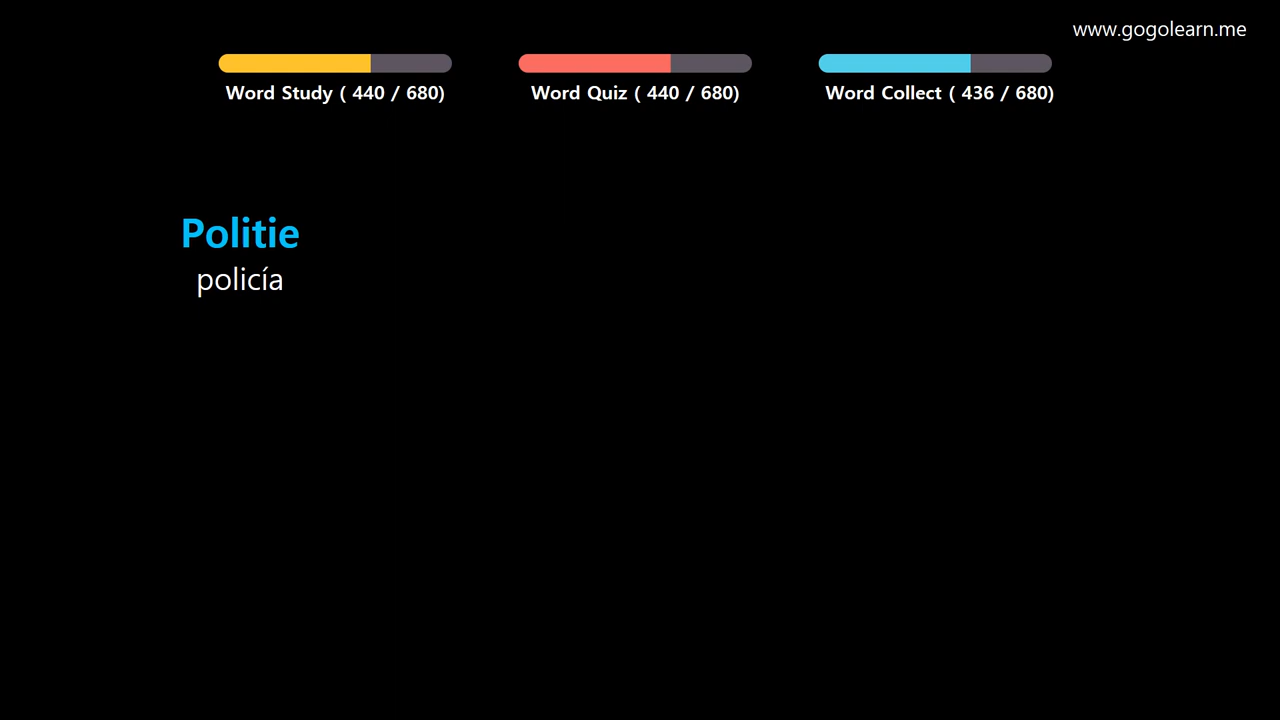 www.gogolearn.me
Word Study ( 440 / 680)
Word Quiz ( 440 / 680)
Word Collect ( 436 / 680)
Politie
policía